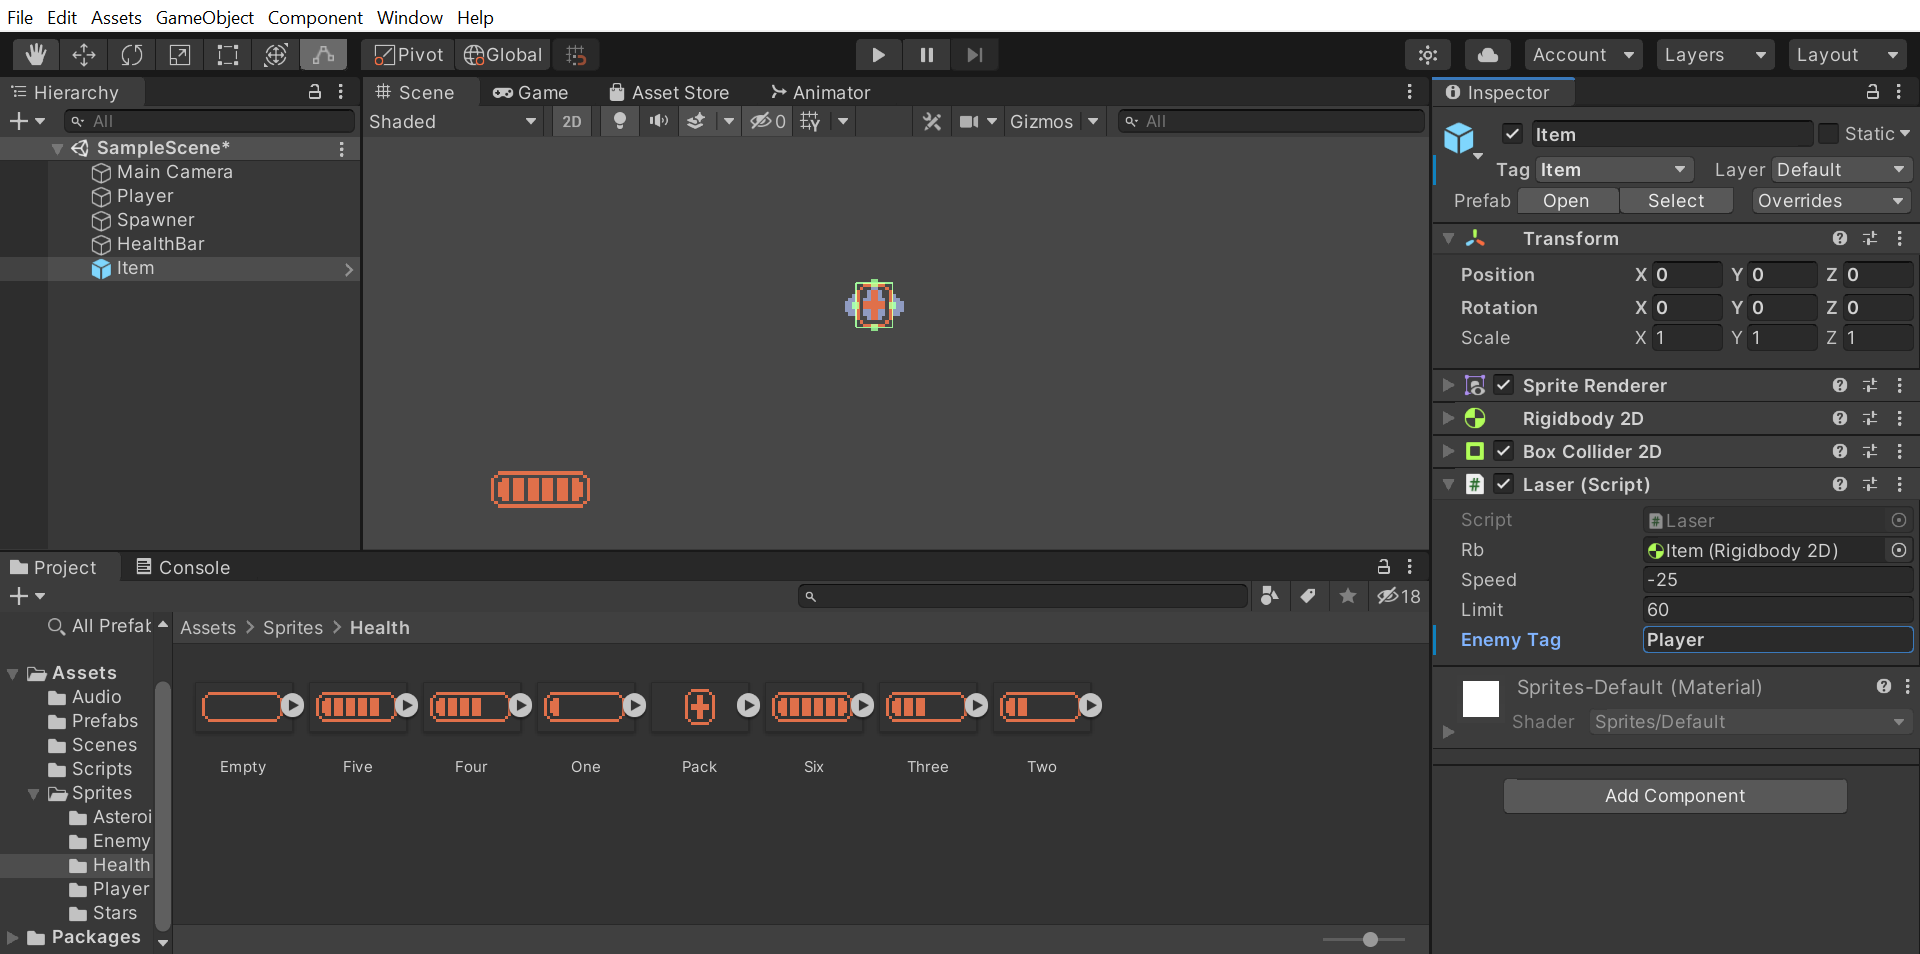 File Edit Assets GameObject Component Window Help
Pivot Global Account Layers Layout
Hierarchy
All
SampleScene*
Main Camera
Player
Spawner
HealthBar
Item
Scene Game Asset Store Animator
Shaded 2D 0 Gizmos All
Project Console
18
All Prefab
Assets
Audio
Prefabs
Scenes
Scripts
Sprites
Asteroi
Enemy
Health
Player
Stars
Packages
Assets > Sprites > Health
Empty Five Four One Pack Six Three Two
Inspector
Item Static
Tag Item Layer Default
Prefab Open Select Overrides
Transform
Position X 0 Y 0 Z 0
Rotation X 0 Y 0 Z 0
Scale X 1 Y 1 Z 1
Sprite Renderer
Rigidbody 2D
Box Collider 2D
# Laser (Script)
Script # Laser
Rb Item (Rigidbody 2D)
Speed -25
Limit 60
Enemy Tag Player
Sprites-Default (Material)
Shader Sprites/Default
Add Component